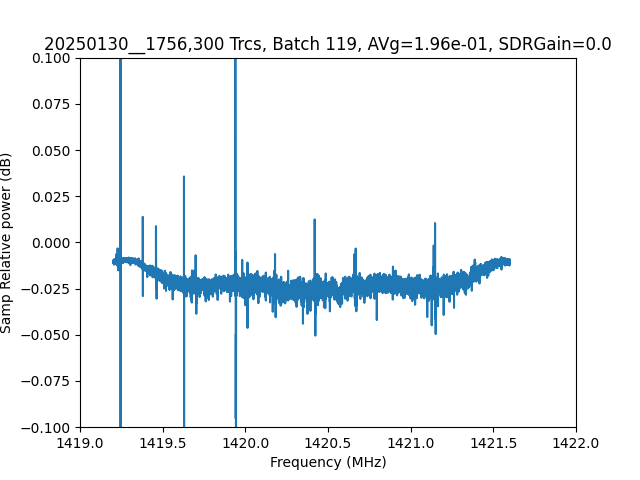 20250130__1756,300 Trcs, Batch 119, AVg=1.96e-01, SDRGain=0.0
0.100
0.075
0.050
0.025
0.000
−0.025
−0.050
−0.075
−0.100
Samp Relative power (dB)
1419.0 1419.5 1420.0 1420.5 1421.0 1421.5 1422.0
Frequency (MHz)